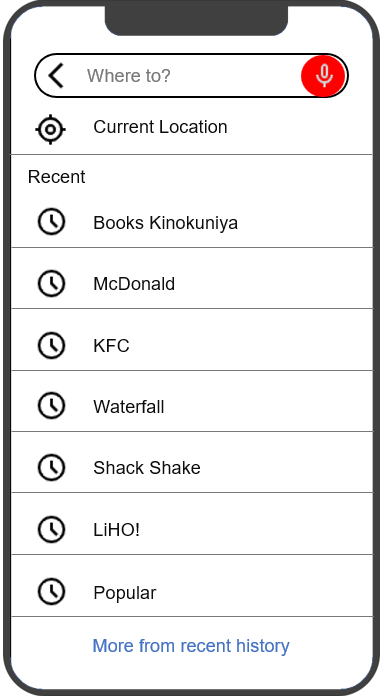 Where to?
Current Location
Recent
Books Kinokuniya
McDonald
KFC
Waterfall
Shack Shake
LiHO!
Popular
More from recent history